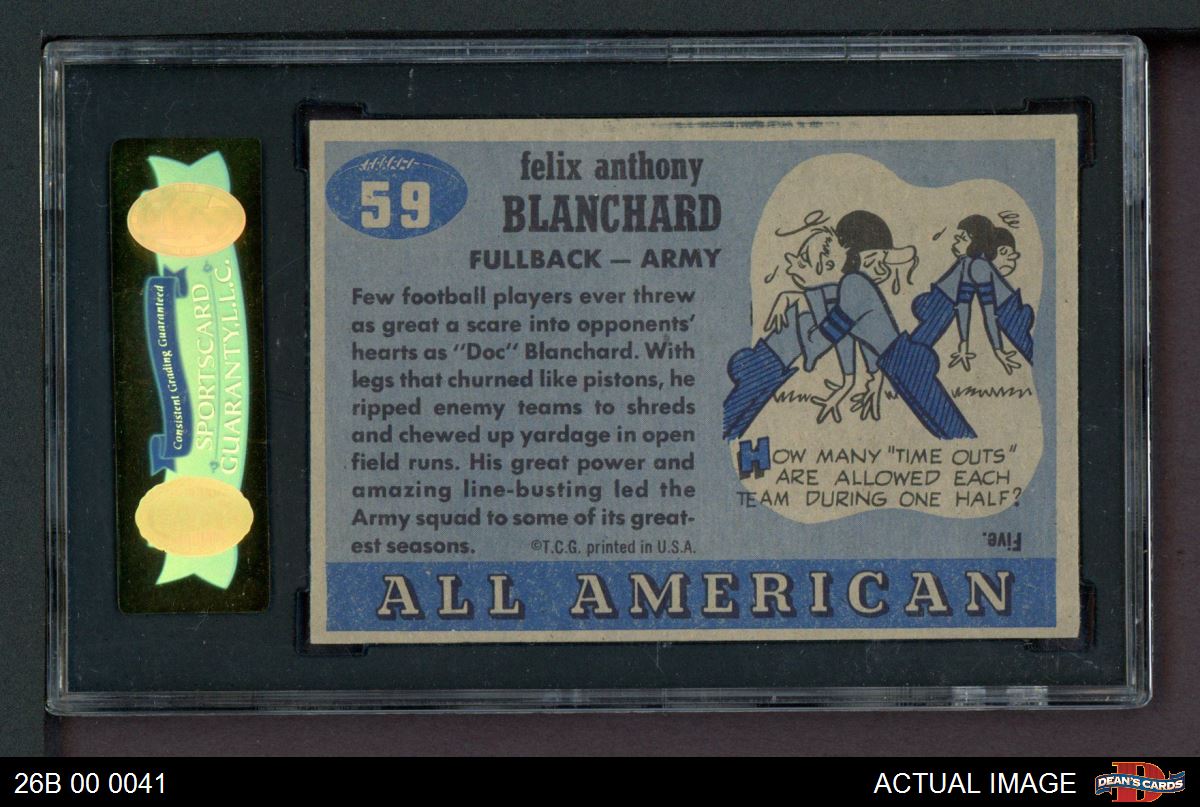 59
felix anthony
BLANCHARD
FULLBACK — ARMY
Few football players ever threw
as great a scare into opponents'
hearts as "Doc" Blanchard. With
legs that churned like pistons, he
ripped enemy teams to shreds
and chewed up yardage in open
field runs. His great power and
amazing line-busting led the
Army squad to some of its great-
est seasons.
©T.C.G. printed in U.S.A.
HOW MANY "TIME OUTS"
ARE ALLOWED EACH
TEAM DURING ONE HALF?
Five.
ALL AMERICAN
Consistent Grading Guaranteed
SPORTSCARD
GUARANTY, L.L.C.
26B 00 0041
ACTUAL IMAGE
DEAN'S CARDS